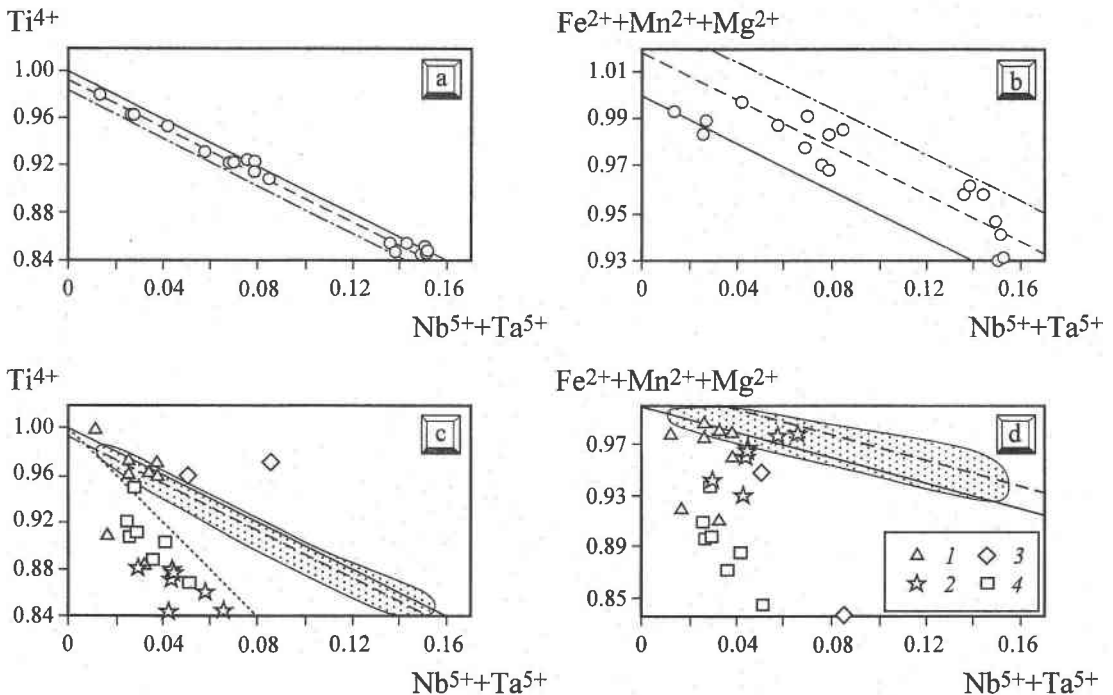 Ti⁴⁺
Fe²⁺+Mn²⁺+Mg²⁺
a
1.00
0.96
0.92
0.88
0.84
0 0.04 0.08 0.12 0.16
Nb⁵⁺+Ta⁵⁺
b
1.01
0.99
0.97
0.95
0.93
0 0.04 0.08 0.12 0.16
Nb⁵⁺+Ta⁵⁺
Ti⁴⁺
Fe²⁺+Mn²⁺+Mg²⁺
c
1.00
0.96
0.92
0.88
0.84
0 0.04 0.08 0.12 0.16
Nb⁵⁺+Ta⁵⁺
d
0.97
0.93
0.89
0.85
1 3
2 4
0 0.04 0.08 0.12 0.16
Nb⁵⁺+Ta⁵⁺